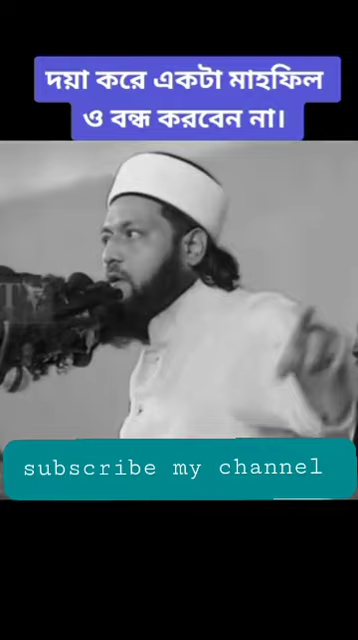 দয়া করে একটা মাহফিল
ও বন্ধ করবেন না।
subscribe my channel